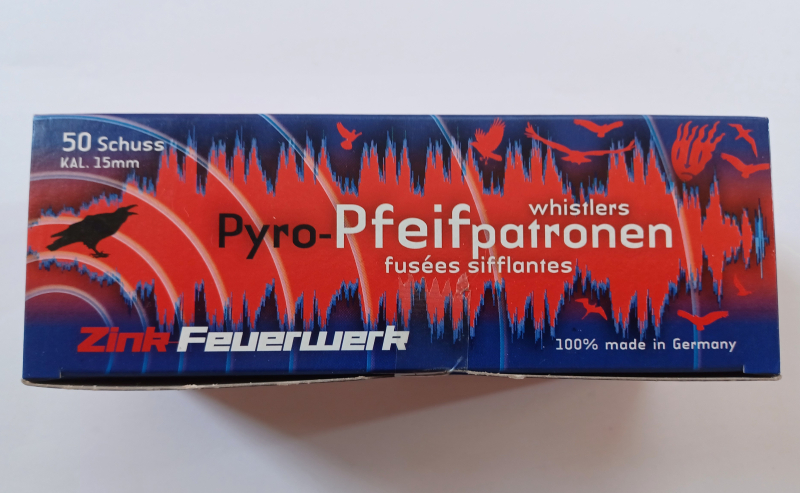 50 Schuss
KAL. 15mm
whistlers
Pyro-Pfeifpatronen
fusées sifflantes
Zink Feuerwerk
100% made in Germany